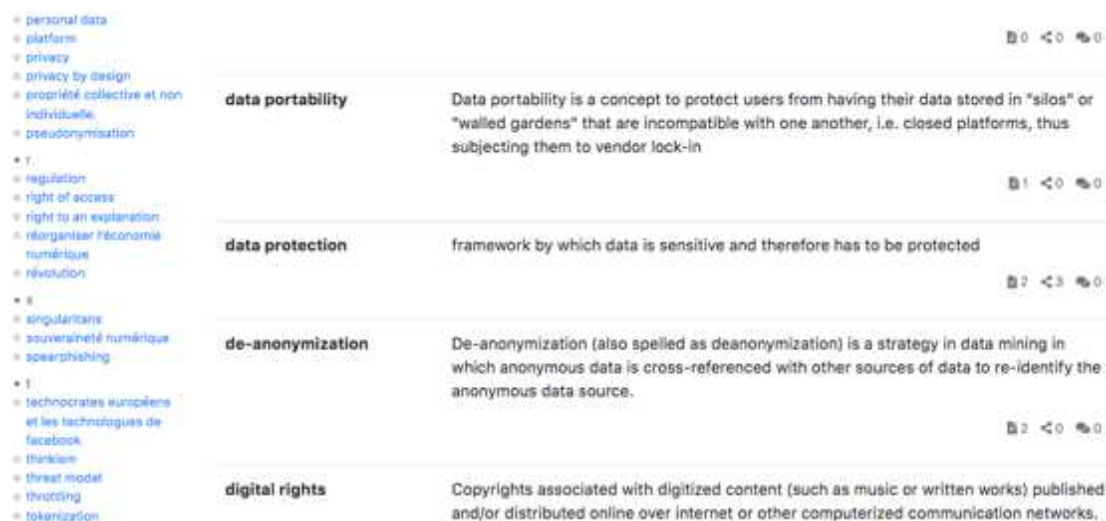 personal data
platform
privacy
privacy by design
propriété collective et non
individuelle.
pseudonymisation
r
regulation
right of access
right to an explanation
réorganiser l'économie
numérique
révolution
s
singularitans
souveraineté numérique
spearphishing
t
technocrates européens
et les technologues de
facebook
thinkism
threat model
throttling
tokenization
0 0 0
data portability
Data portability is a concept to protect users from having their data stored in "silos" or
"walled gardens" that are incompatible with one another, i.e. closed platforms, thus
subjecting them to vendor lock-in
1 0 0
data protection
framework by which data is sensitive and therefore has to be protected
2 3 0
de-anonymization
De-anonymization (also spelled as deanonymization) is a strategy in data mining in
which anonymous data is cross-referenced with other sources of data to re-identify the
anonymous data source.
2 0 0
digital rights
Copyrights associated with digitized content (such as music or written works) published
and/or distributed online over internet or other computerized communication networks.